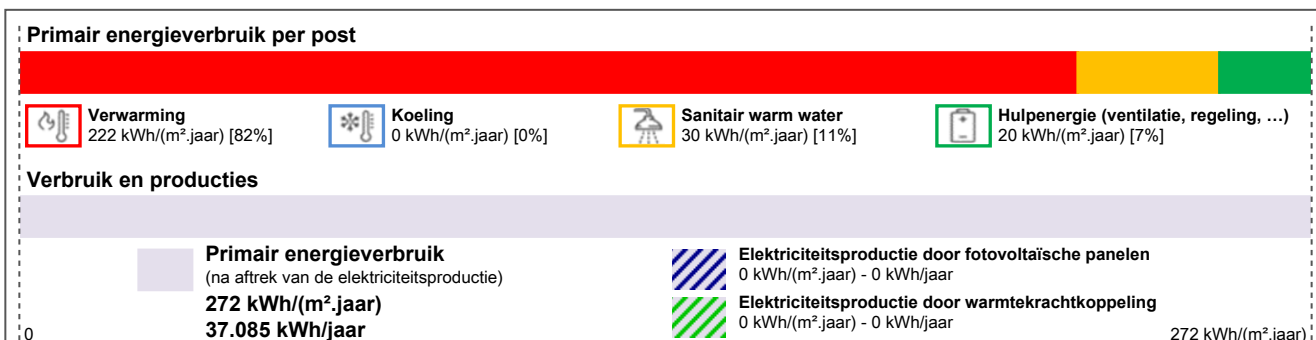 Primair energieverbruik per post
Verwarming
222 kWh/(m².jaar) [82%]
Koeling
0 kWh/(m².jaar) [0%]
Sanitair warm water
30 kWh/(m².jaar) [11%]
Hulpenergie (ventilatie, regeling, …)
20 kWh/(m².jaar) [7%]
Verbruik en producties
Primair energieverbruik
(na aftrek van de elektriciteitsproductie)
272 kWh/(m².jaar)
37.085 kWh/jaar
Elektriciteitsproductie door fotovoltaïsche panelen
0 kWh/(m².jaar) - 0 kWh/jaar
Elektriciteitsproductie door warmtekrachtkoppeling
0 kWh/(m².jaar) - 0 kWh/jaar
0
272 kWh/(m².jaar)